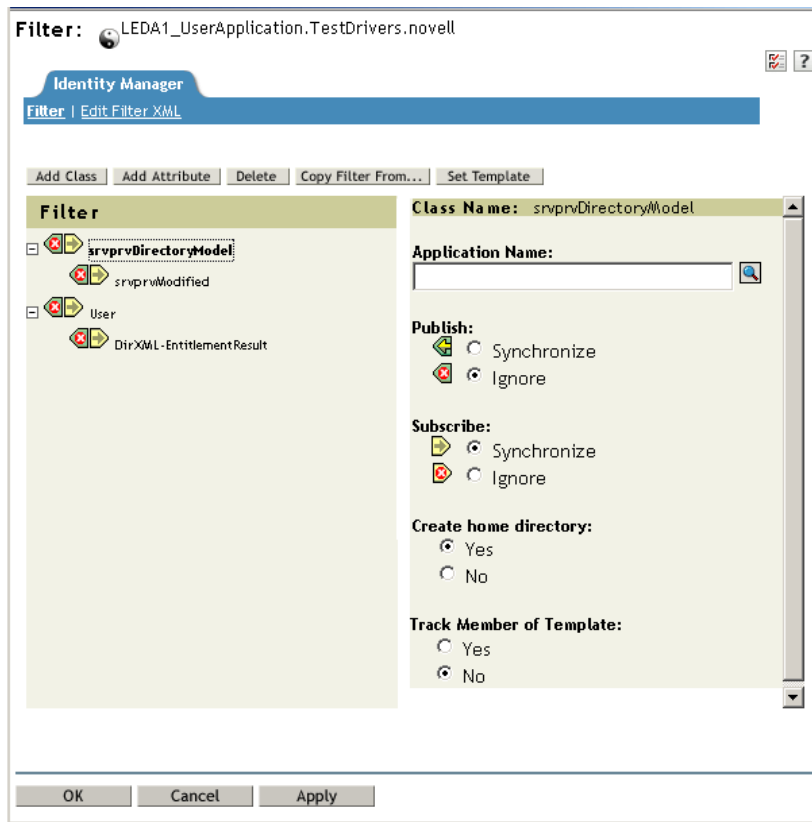 Filter: LEDA1_UserApplication.TestDrivers.novell
?
Identity Manager
Filter | Edit Filter XML
Add Class Add Attribute Delete Copy Filter From... Set Template
Filter
srvprvDirectoryModel
srvprvModified
User
DirXML-EntitlementResult
Class Name: srvprvDirectoryModel
Application Name:
Publish:
Synchronize
Ignore
Subscribe:
Synchronize
Ignore
Create home directory:
Yes
No
Track Member of Template:
Yes
No
OK Cancel Apply